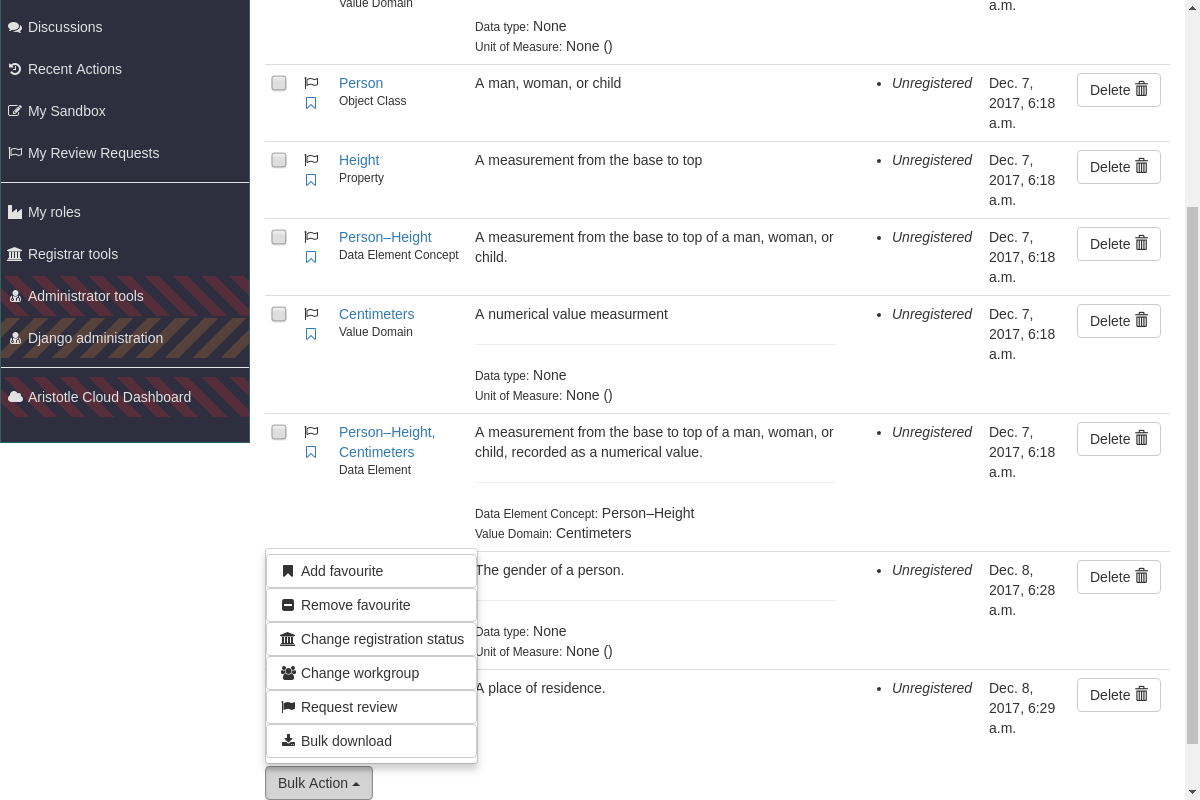 Discussions
Recent Actions
My Sandbox
My Review Requests
My roles
Registrar tools
Administrator tools
Django administration
Aristotle Cloud Dashboard
Value Domain
a.m.
Data type: None
Unit of Measure: None ()
Person
Object Class
A man, woman, or child
• Unregistered
Dec. 7,
2017, 6:18
a.m.
Delete
Height
Property
A measurement from the base to top
• Unregistered
Dec. 7,
2017, 6:18
a.m.
Delete
Person–Height
Data Element Concept
A measurement from the base to top of a man, woman, or
child.
• Unregistered
Dec. 7,
2017, 6:18
a.m.
Delete
Centimeters
Value Domain
A numerical value measurment
Data type: None
Unit of Measure: None ()
• Unregistered
Dec. 7,
2017, 6:18
a.m.
Delete
Person–Height,
Centimeters
Data Element
A measurement from the base to top of a man, woman, or
child, recorded as a numerical value.
Data Element Concept: Person–Height
Value Domain: Centimeters
• Unregistered
Dec. 7,
2017, 6:18
a.m.
Delete
The gender of a person.
Data type: None
Unit of Measure: None ()
• Unregistered
Dec. 8,
2017, 6:28
a.m.
Delete
A place of residence.
• Unregistered
Dec. 8,
2017, 6:29
a.m.
Delete
Add favourite
Remove favourite
Change registration status
Change workgroup
Request review
Bulk download
Bulk Action